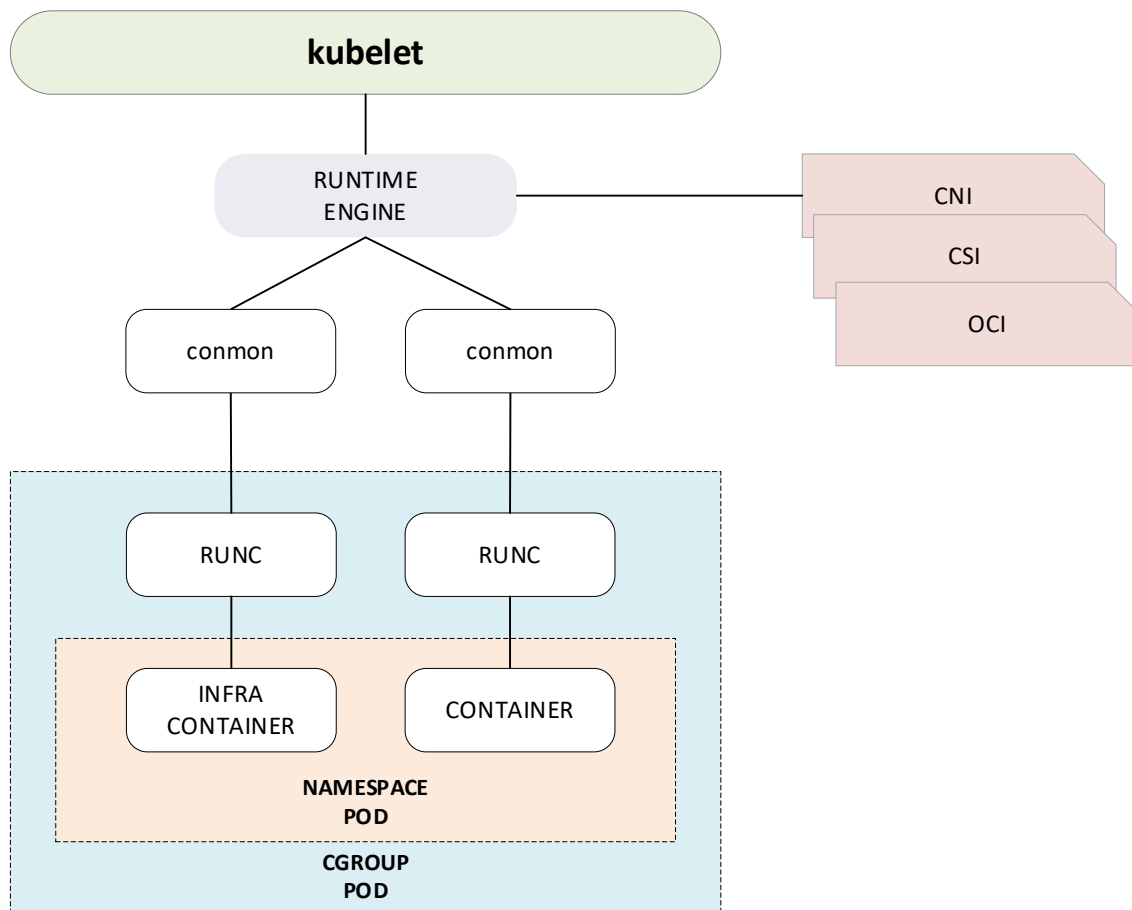 kubelet
RUNTIME
ENGINE
CNI
CSI
OCI
conmon
conmon
RUNC
RUNC
INFRA
CONTAINER
CONTAINER
NAMESPACE
POD
CGROUP
POD